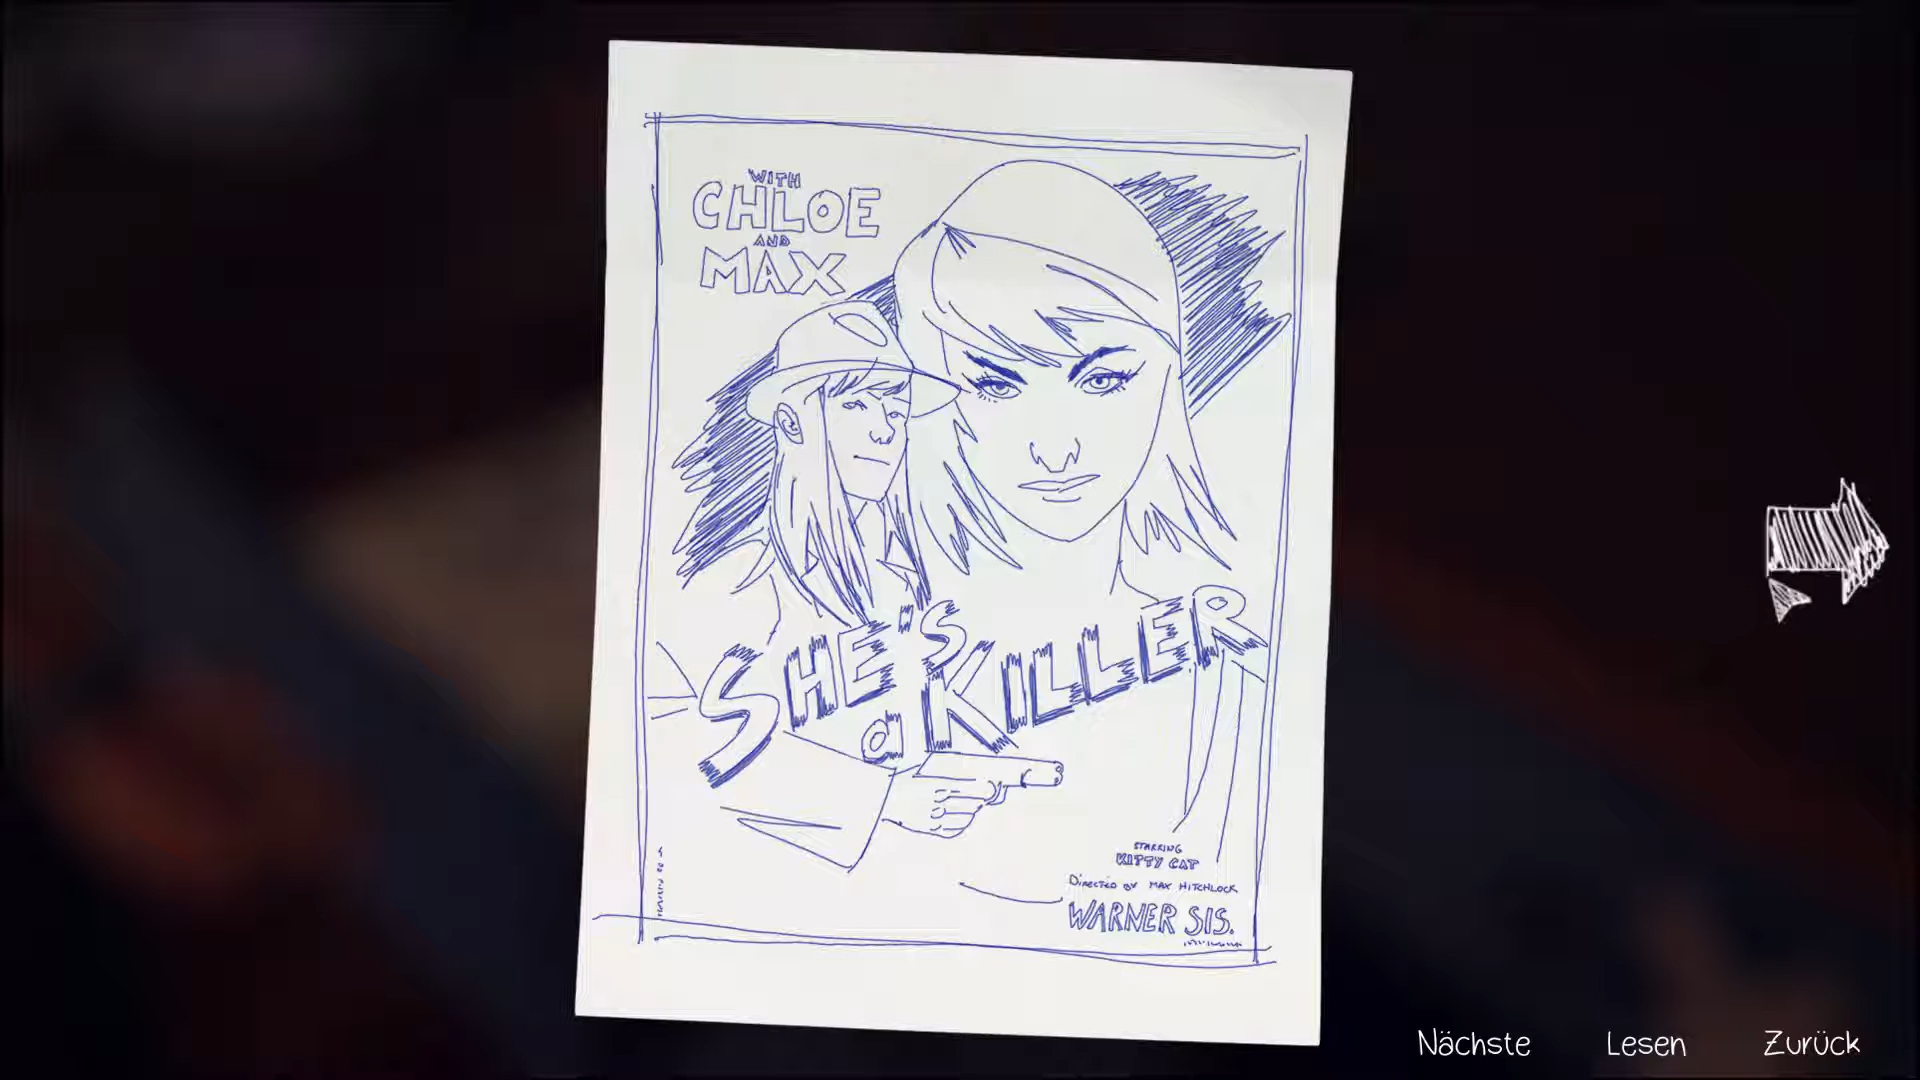 WITH
CHLOE
AND
MAX
SHE'S
a KILLER
STARRING
KITTY CAT
DIRECTED BY MAX HITCHLOCK
WARNER SIS.
Nächste Lesen Zurück